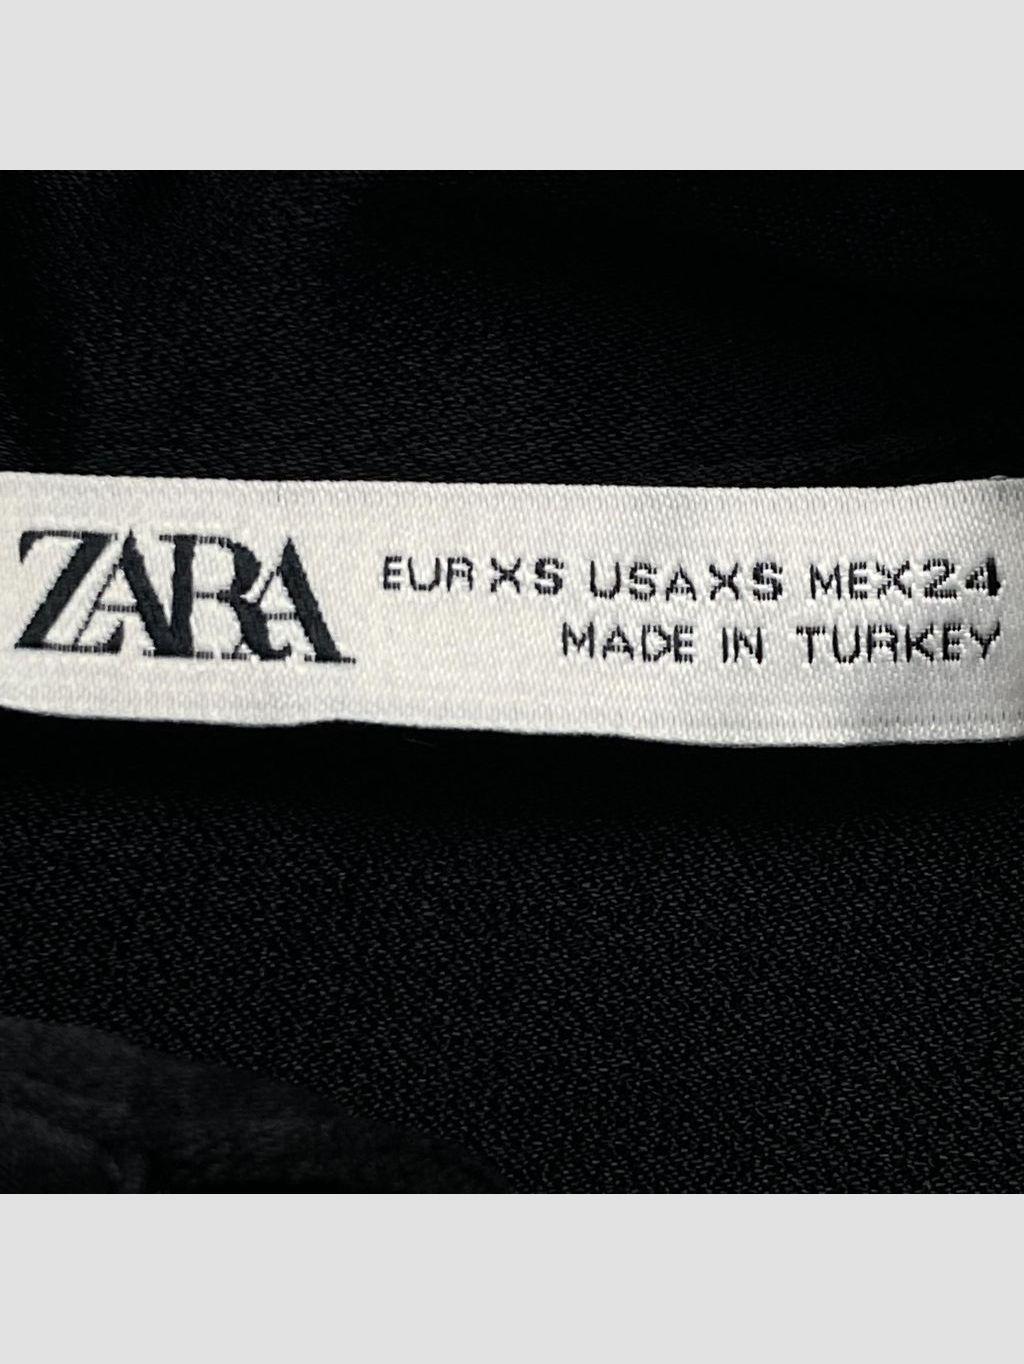 ZARA
EUR XS USA XS MEX 24
MADE IN TURKEY